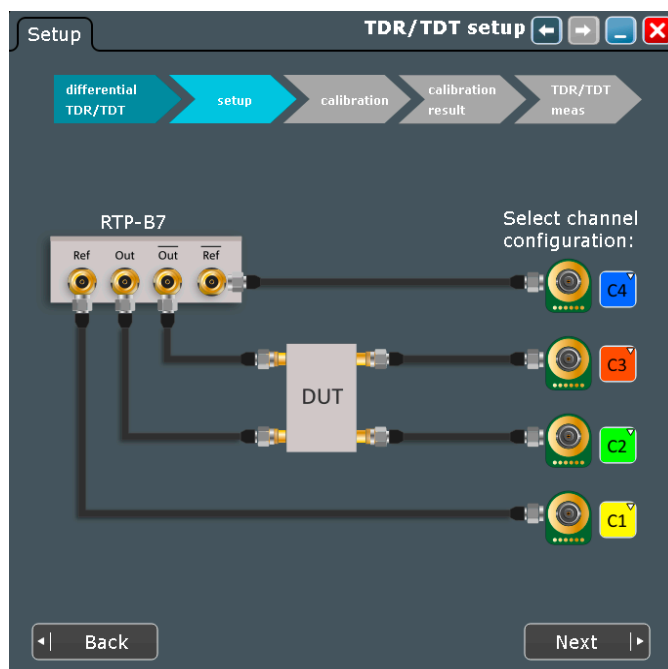 Setup
TDR/TDT setup
differential
TDR/TDT
setup
calibration
calibration
result
TDR/TDT
meas
RTP-B7
Ref Out Out Ref
Select channel
configuration:
C4
C3
DUT
C2
C1
Back
Next